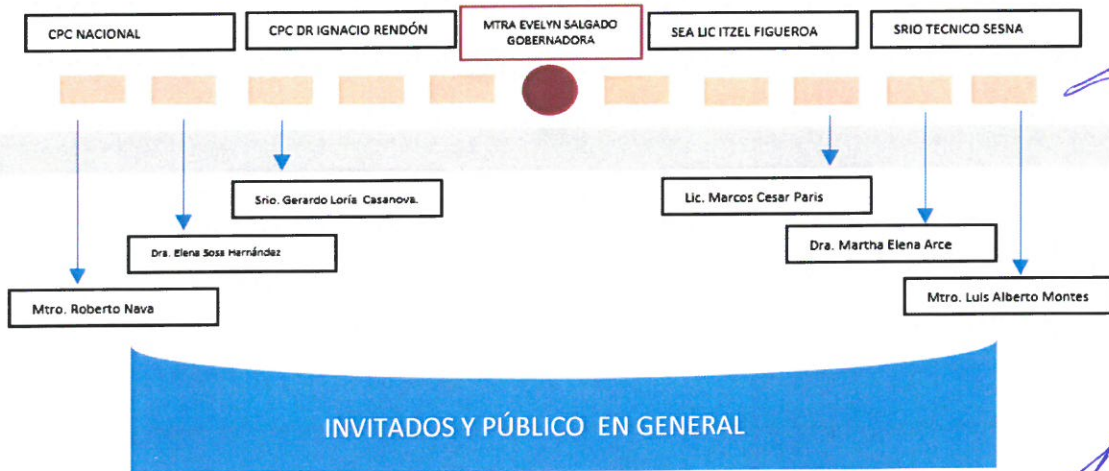 CPC NACIONAL
CPC DR IGNACIO RENDÓN
MTRA EVELYN SALGADO
GOBERNADORA
SEA LIC ITZEL FIGUEROA
SRIO TECNICO SESNA
Srio. Gerardo Loría Casanova.
Lic. Marcos Cesar Paris
Dra. Elena Sosa Hernández
Dra. Martha Elena Arce
Mtro. Roberto Nava
Mtro. Luis Alberto Montes
INVITADOS Y PÚBLICO EN GENERAL